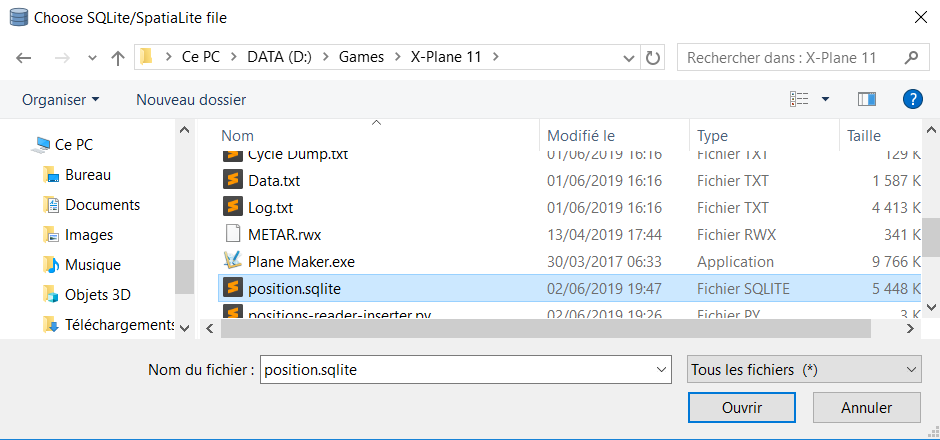 Choose SQLite/SpatiaLite file
Ce PC > DATA (D:) > Games > X-Plane 11 >
Rechercher dans : X-Plane 11
Organiser
Nouveau dossier
?
Ce PC
Bureau
Documents
Images
Musique
Objets 3D
Téléchargements
Nom Modifié le Type Taille
Cycle Dump.txt 01/06/2019 16:16 Fichier TXT 129 K
Data.txt 01/06/2019 16:16 Fichier TXT 1 587 K
Log.txt 01/06/2019 16:16 Fichier TXT 4 413 K
METAR.rwx 13/04/2019 17:44 Fichier RWX 341 K
Plane Maker.exe 30/03/2017 06:33 Application 9 766 K
position.sqlite 02/06/2019 19:47 Fichier SQLITE 5 448 K
positions-reader-inserter.py 02/06/2019 19:26 Fichier PY 3 K
Nom du fichier : position.sqlite
Tous les fichiers (*)
Ouvrir
Annuler